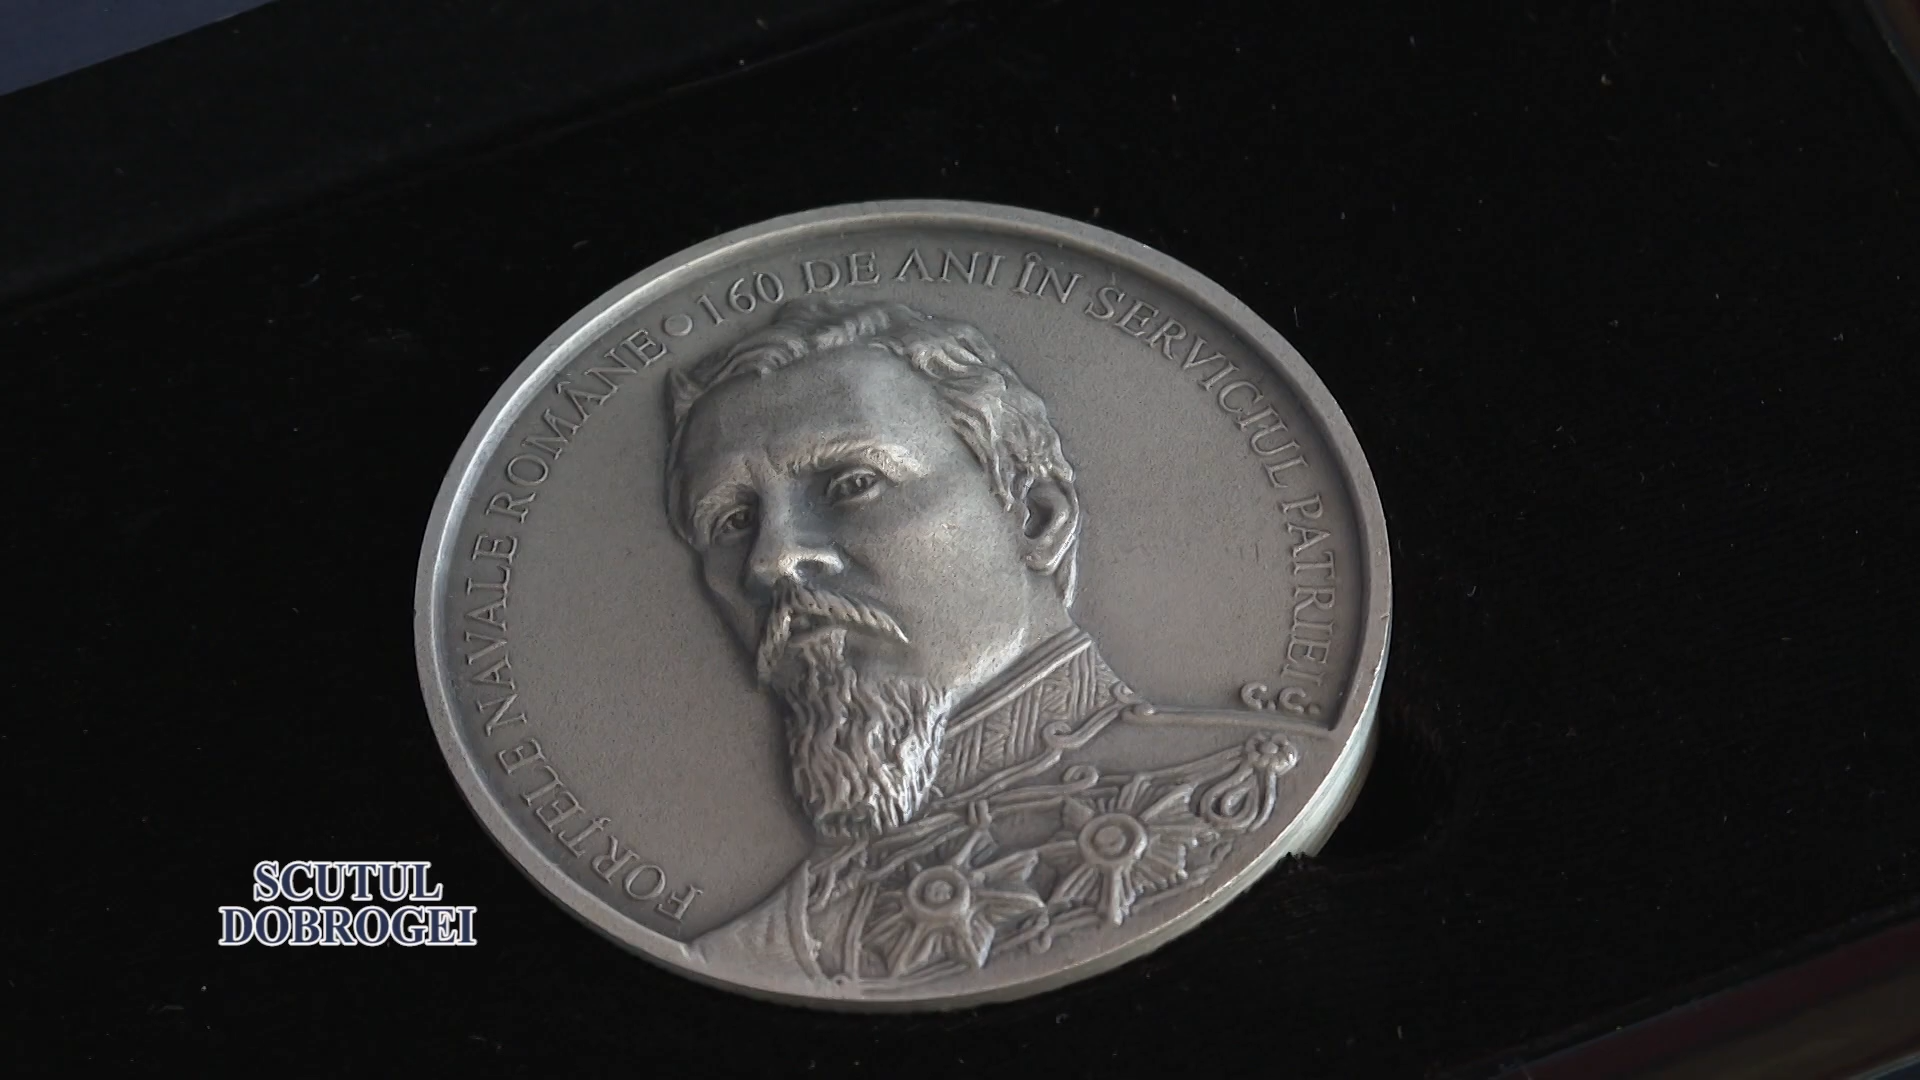 FORȚELE NAVALE ROMÂNE • 160 DE ANI ÎN SERVICIUL PATRIEI
SCUTUL
DOBROGEI